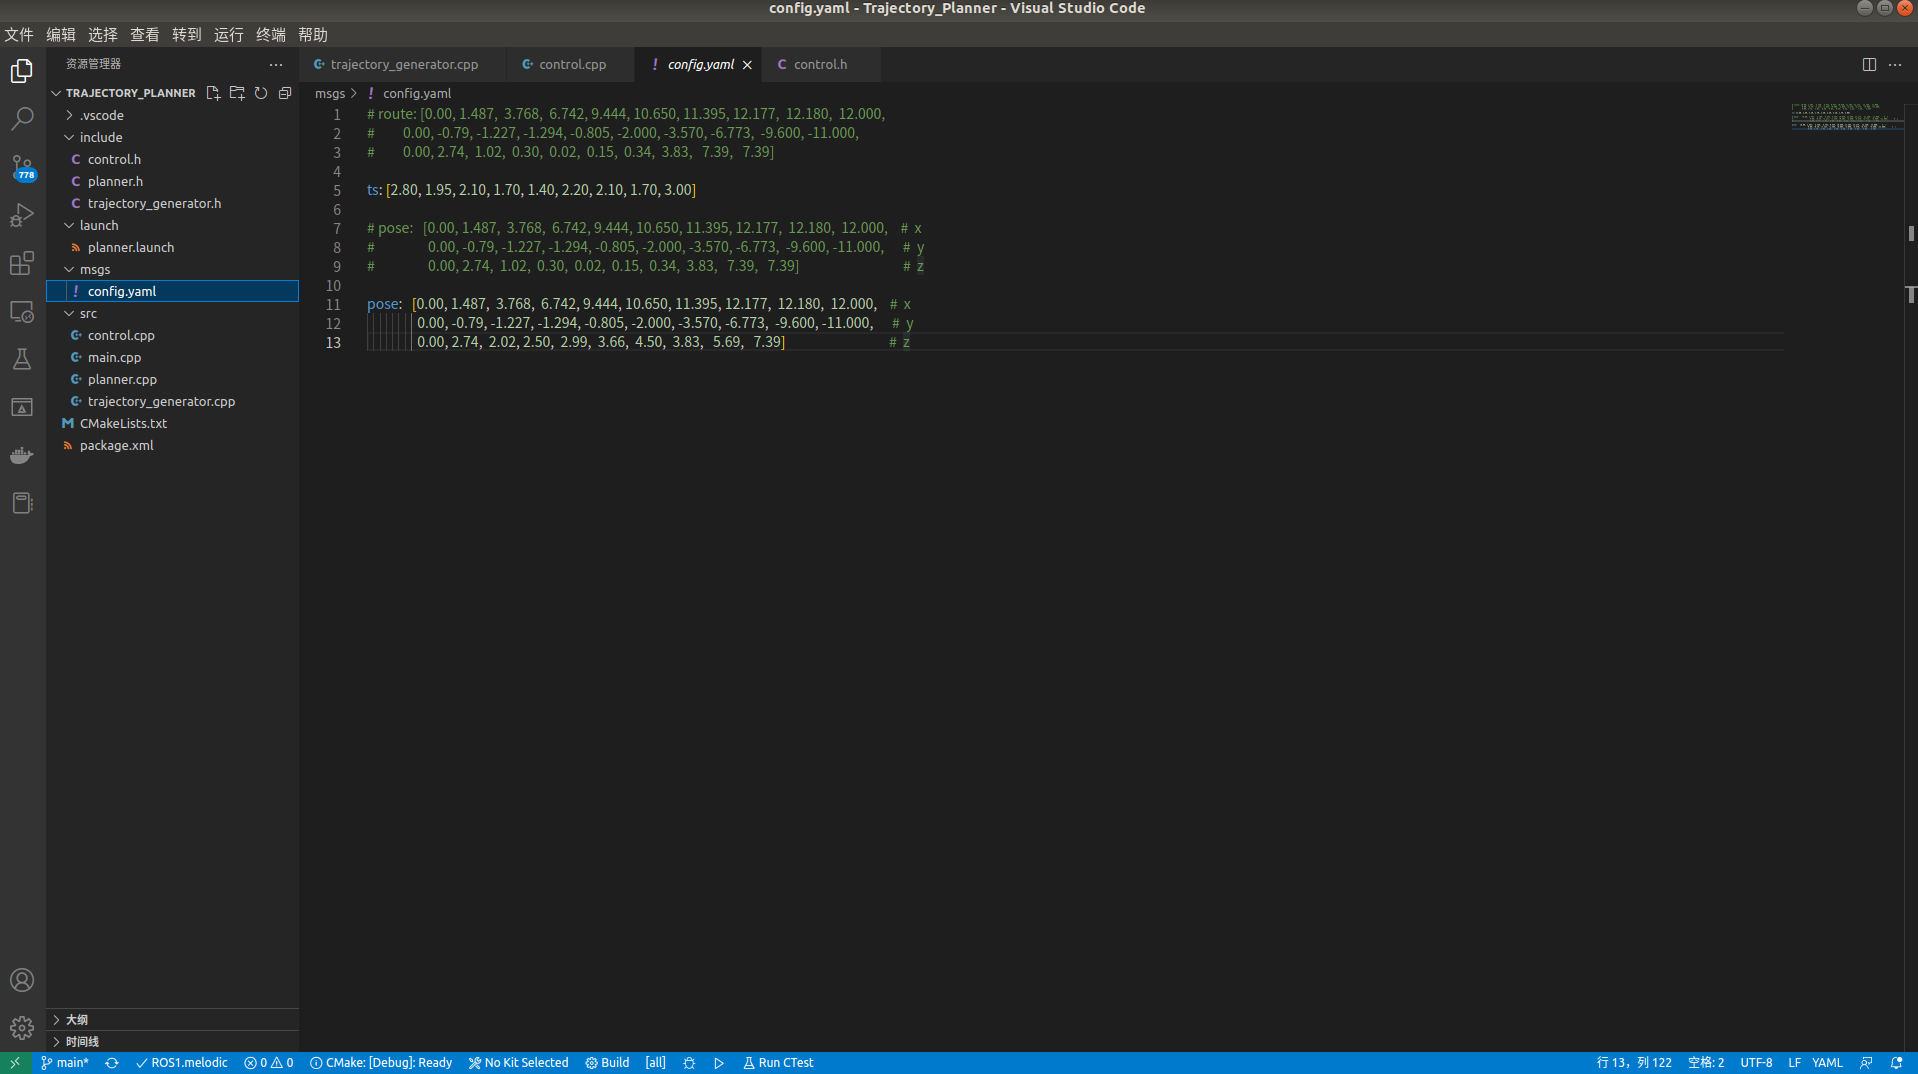 config.yaml - Trajectory_Planner - Visual Studio Code
文件 编辑 选择 查看 转到 运行 终端 帮助
资源管理器
trajectory_generator.cpp control.cpp ! config.yaml control.h
TRAJECTORY_PLANNER
msgs > ! config.yaml
.vscode
include
control.h
planner.h
trajectory_generator.h
launch
planner.launch
msgs
! config.yaml
src
control.cpp
main.cpp
planner.cpp
trajectory_generator.cpp
CMakeLists.txt
package.xml
778
大纲
时间线
1 # route: [0.00, 1.487, 3.768, 6.742, 9.444, 10.650, 11.395, 12.177, 12.180, 12.000,
2 # 0.00, -0.79, -1.227, -1.294, -0.805, -2.000, -3.570, -6.773, -9.600, -11.000,
3 # 0.00, 2.74, 1.02, 0.30, 0.02, 0.15, 0.34, 3.83, 7.39, 7.39]
4
5 ts: [2.80, 1.95, 2.10, 1.70, 1.40, 2.20, 2.10, 1.70, 3.00]
6
7 # pose: [0.00, 1.487, 3.768, 6.742, 9.444, 10.650, 11.395, 12.177, 12.180, 12.000, # x
8 # 0.00, -0.79, -1.227, -1.294, -0.805, -2.000, -3.570, -6.773, -9.600, -11.000, # y
9 # 0.00, 2.74, 1.02, 0.30, 0.02, 0.15, 0.34, 3.83, 7.39, 7.39] # z
10
11 pose: [0.00, 1.487, 3.768, 6.742, 9.444, 10.650, 11.395, 12.177, 12.180, 12.000, # x
12 0.00, -0.79, -1.227, -1.294, -0.805, -2.000, -3.570, -6.773, -9.600, -11.000, # y
13 0.00, 2.74, 2.02, 2.50, 2.99, 3.66, 4.50, 3.83, 5.69, 7.39] # z
main* ROS1.melodic 0 0 CMake: [Debug]: Ready No Kit Selected Build [all] Run CTest 行 13，列 122 空格: 2 UTF-8 LF YAML